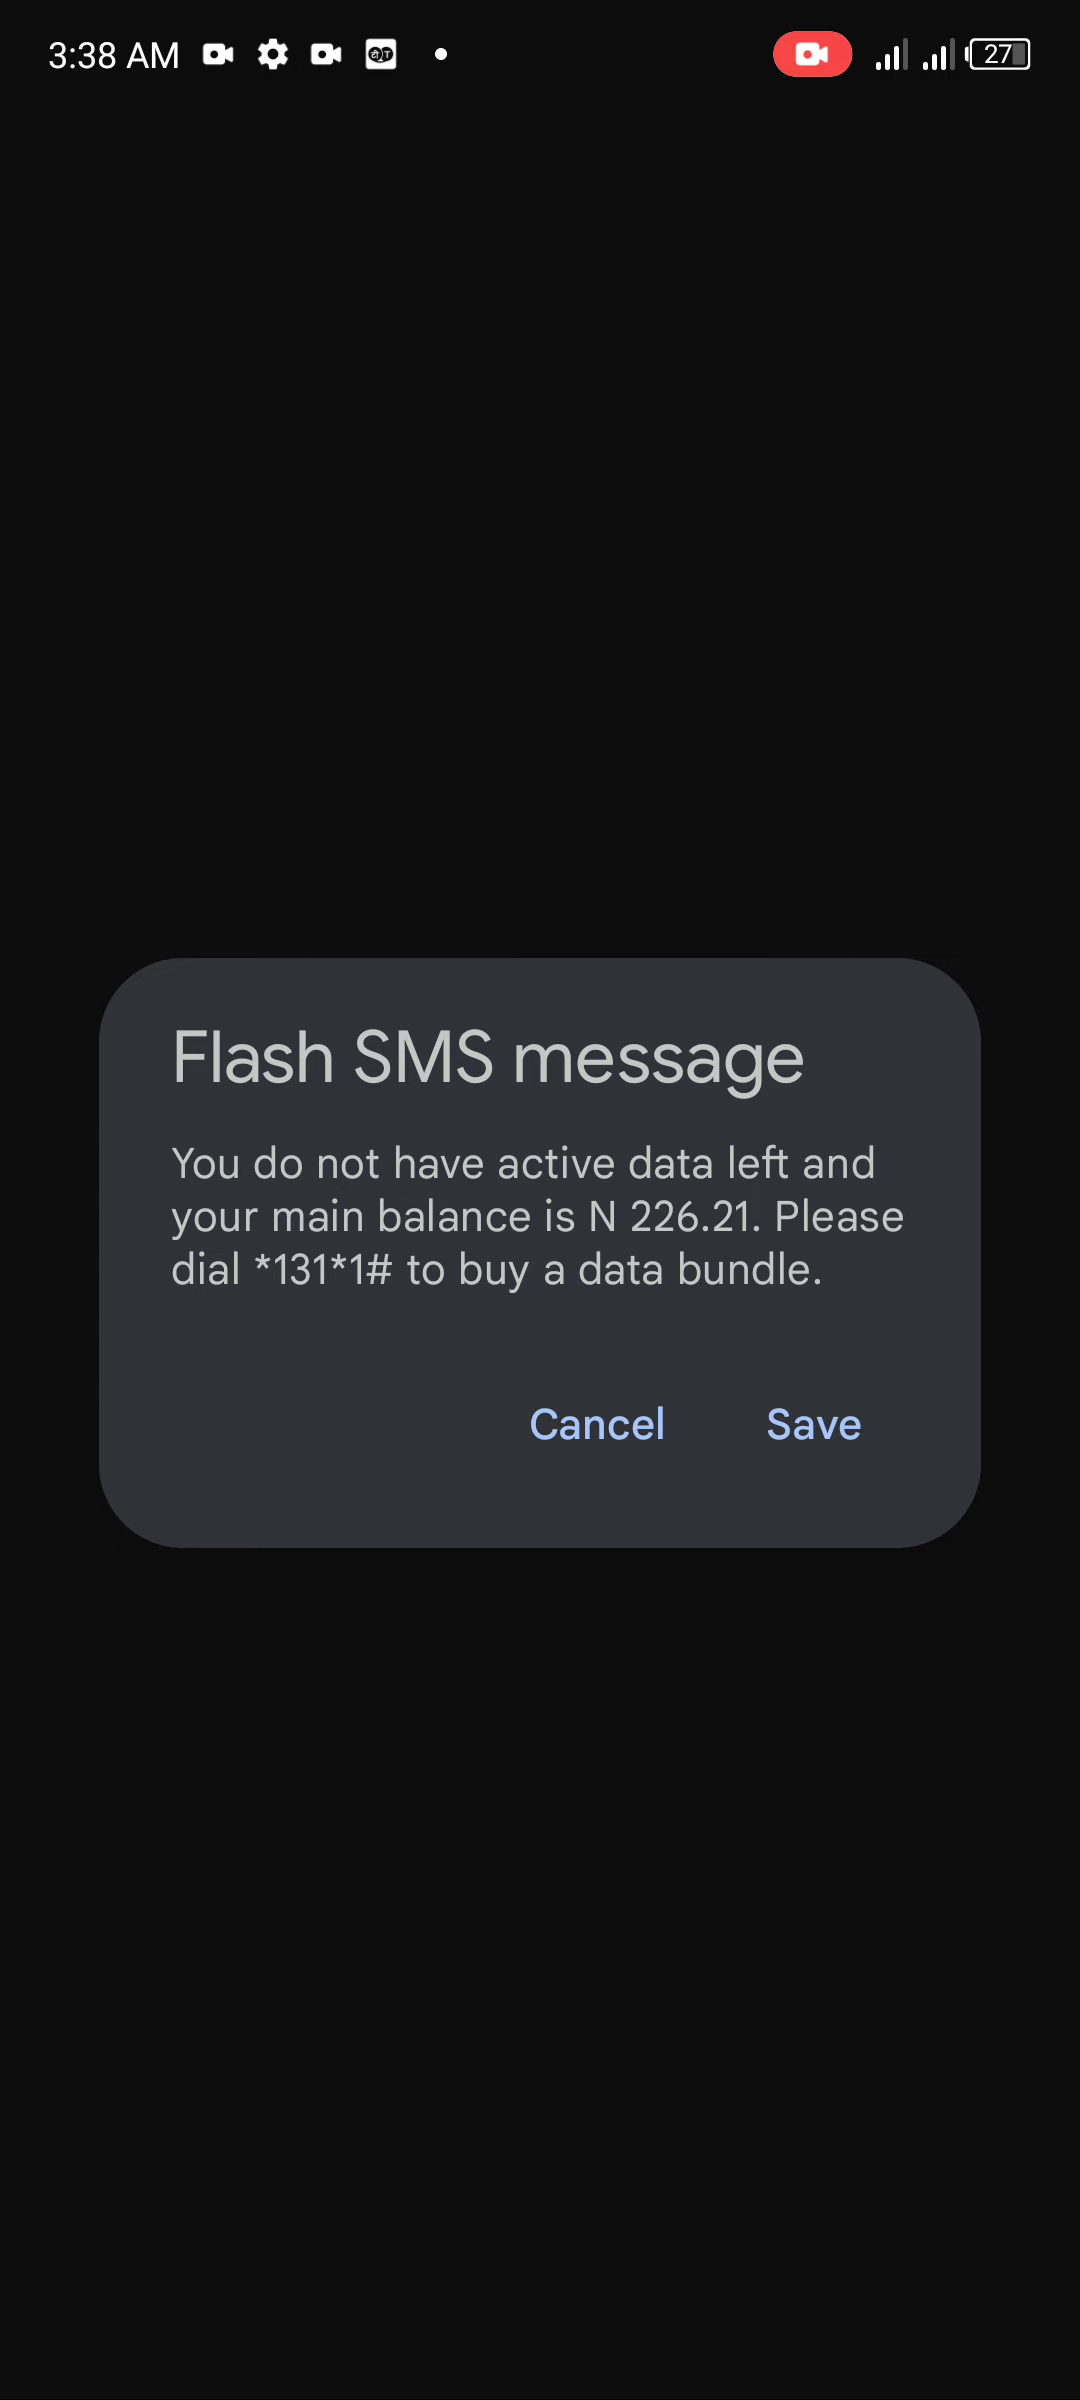 3:38 AM
27
Flash SMS message
You do not have active data left and
your main balance is N 226.21. Please
dial *131*1# to buy a data bundle.
Cancel Save